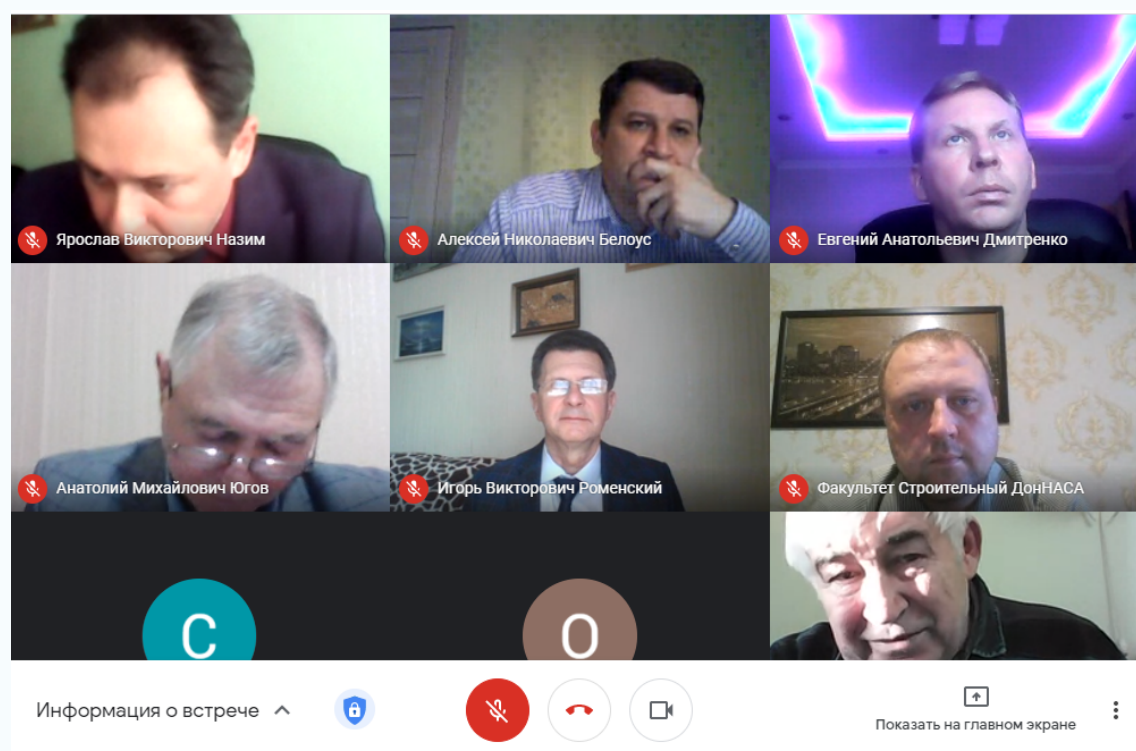 Ярослав Викторович Назим
Алексей Николаевич Белоус
Евгений Анатольевич Дмитренко
Анатолий Михайлович Югов
Игорь Викторович Роменский
Факультет Строительный ДонНАСА
С
О
Информация о встрече
Показать на главном экране